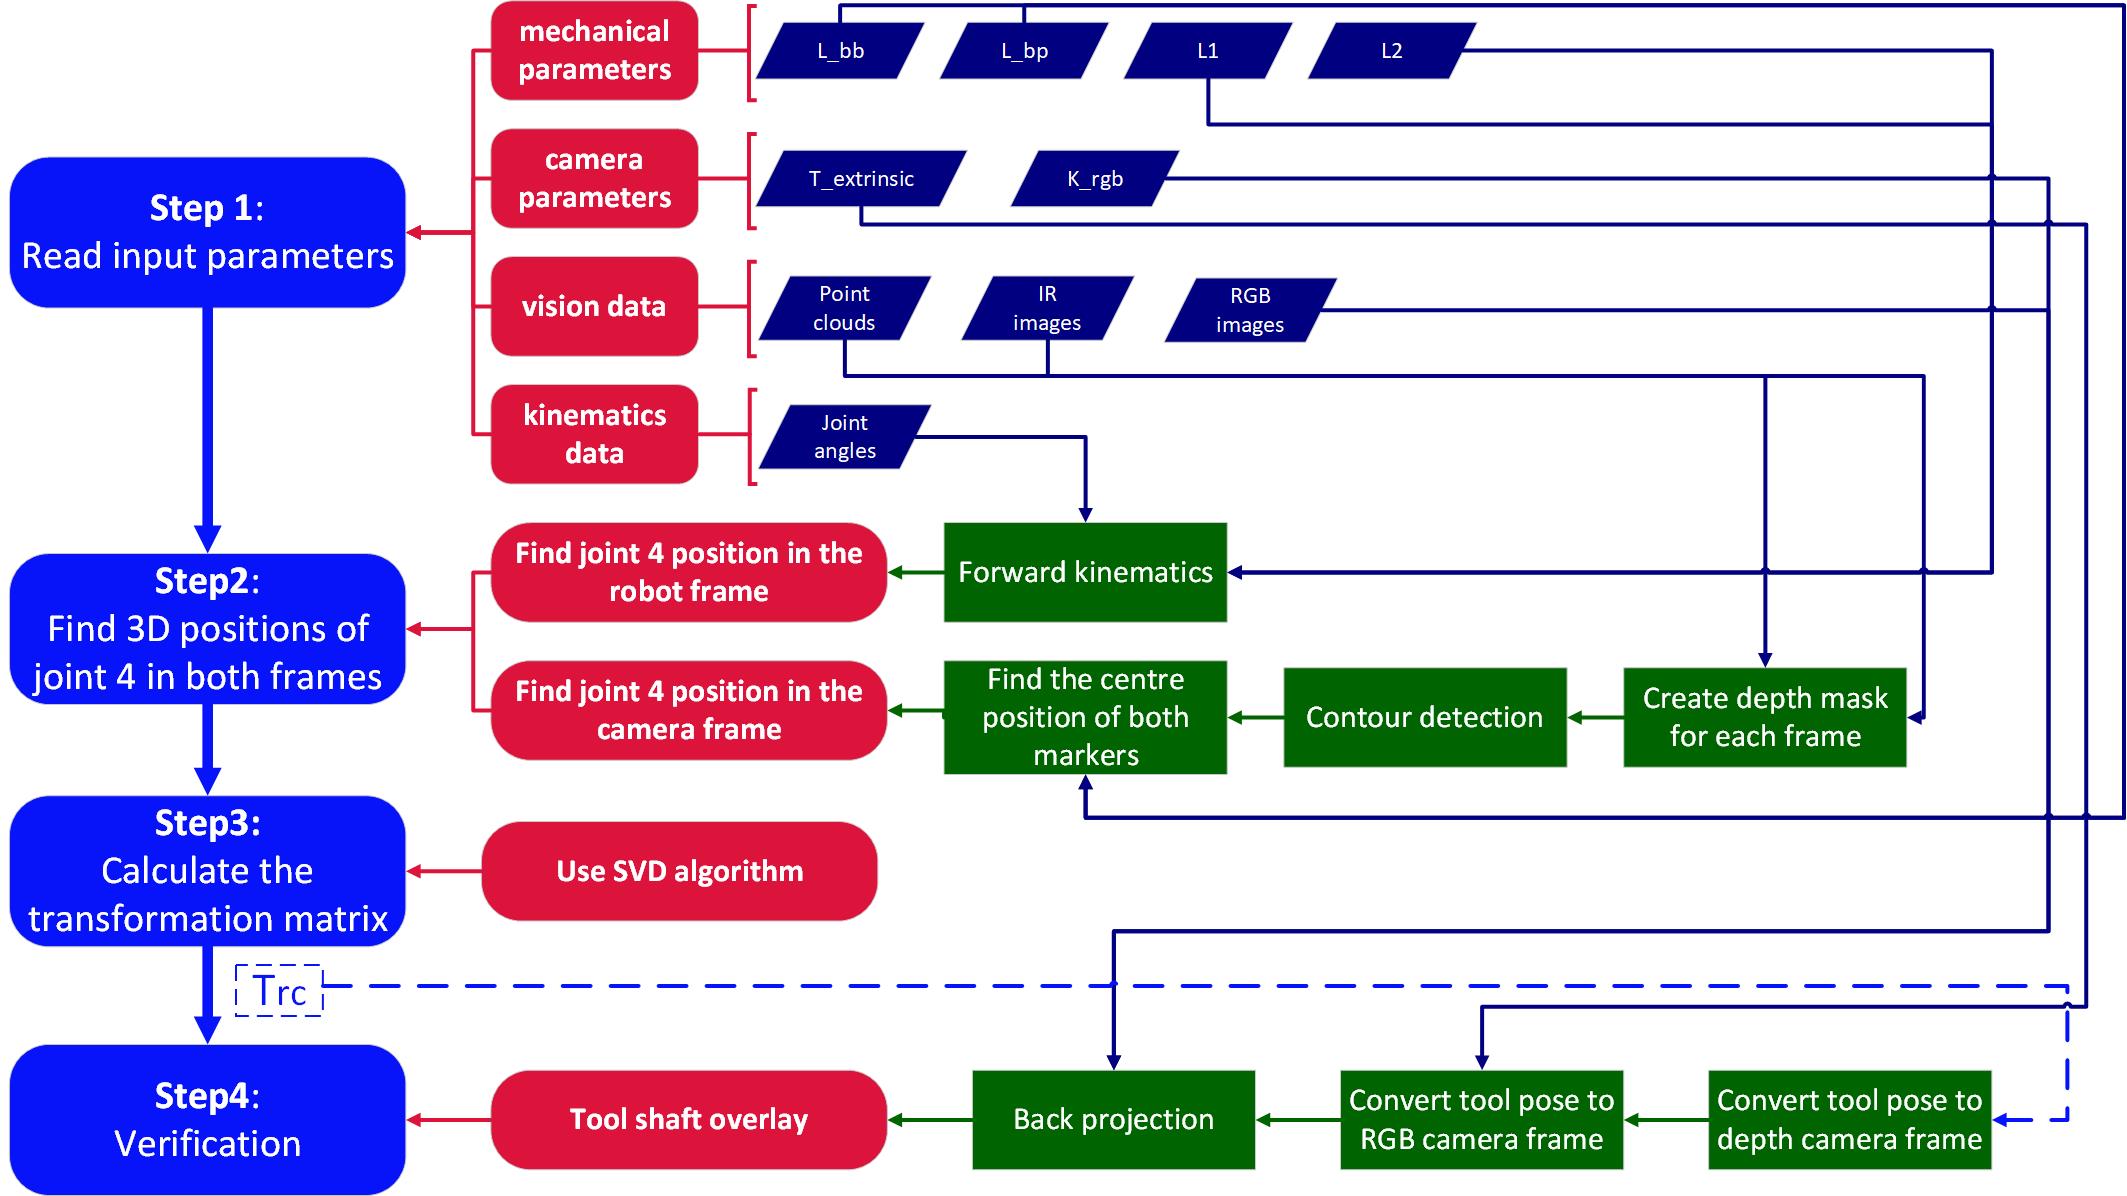 mechanical
parameters
L_bb
L_bp
L1
L2
camera
parameters
T_extrinsic
K_rgb
Step 1:
Read input parameters
vision data
Point
clouds
IR
images
RGB
images
kinematics
data
Joint
angles
Step2:
Find 3D positions of
joint 4 in both frames
Find joint 4 position in the
robot frame
Forward kinematics
Find joint 4 position in the
camera frame
Find the centre
position of both
markers
Contour detection
Create depth mask
for each frame
Step3:
Calculate the
transformation matrix
Use SVD algorithm
Trc
Step4:
Verification
Tool shaft overlay
Back projection
Convert tool pose to
RGB camera frame
Convert tool pose to
depth camera frame